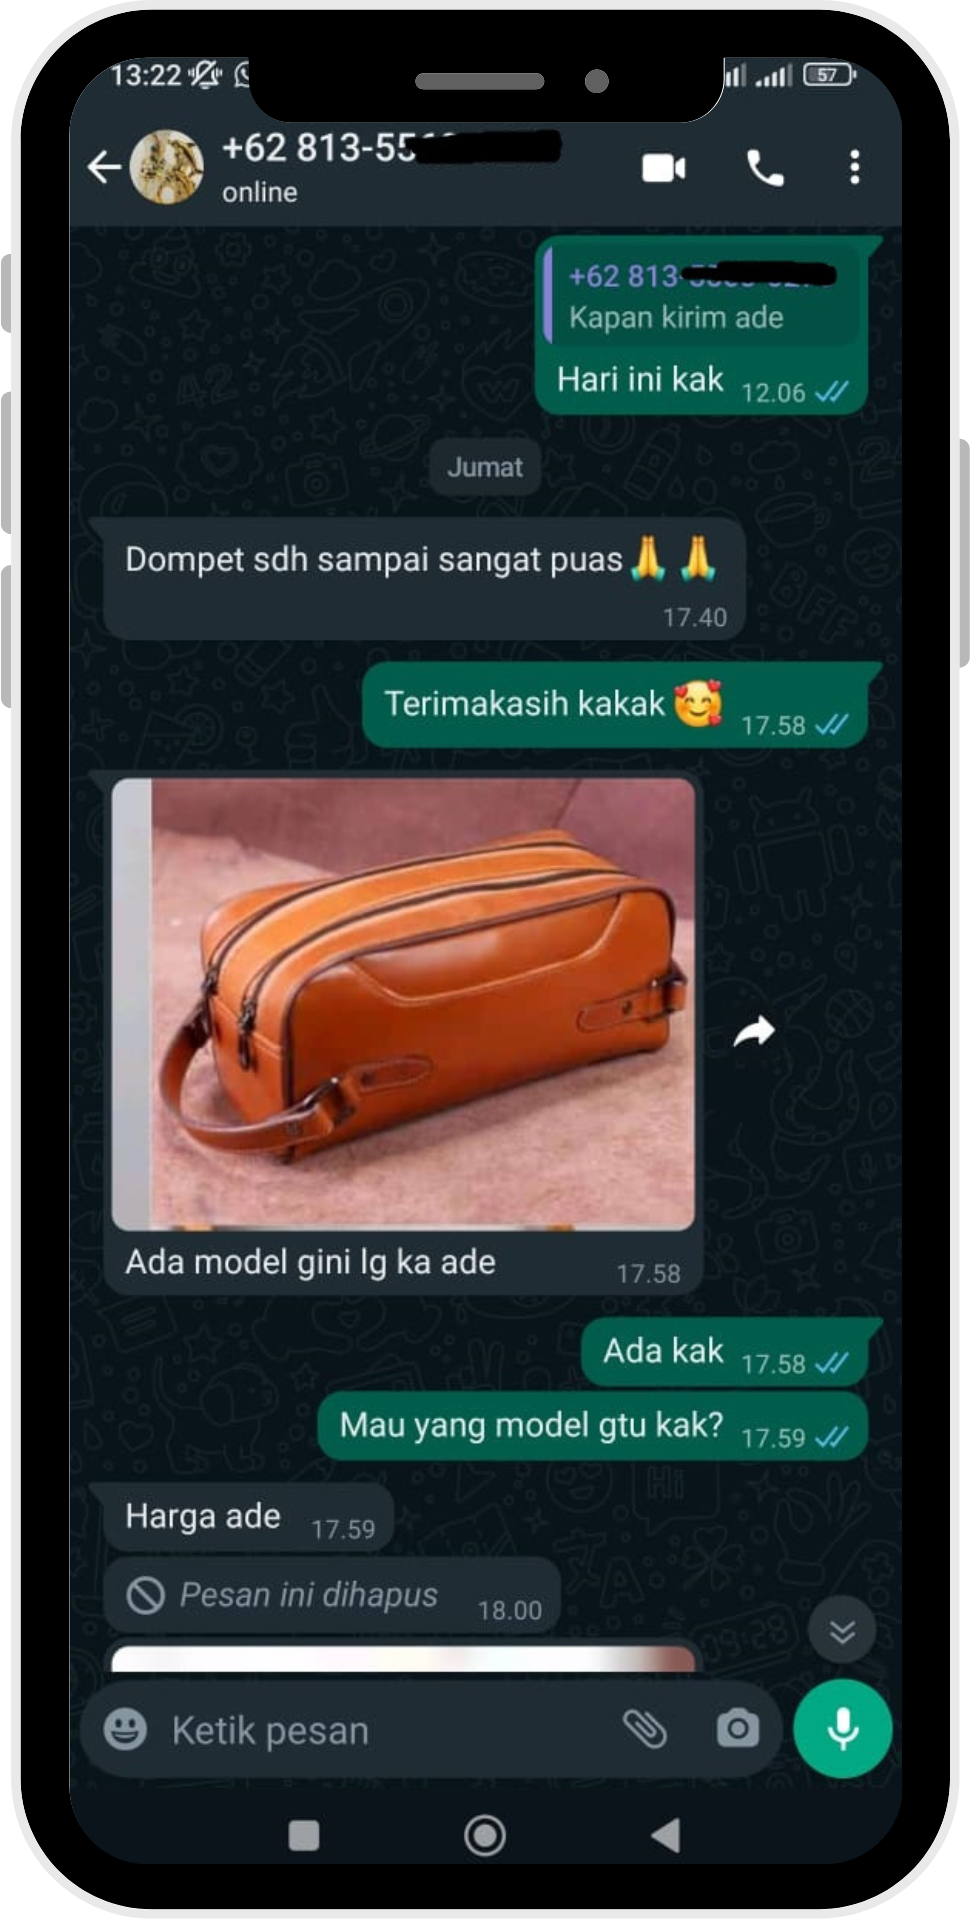 13:22
57
+62 813-55
online
+62 813-
Kapan kirim ade
Hari ini kak 12.06
Jumat
Dompet sdh sampai sangat puas🙏 🙏
17.40
Terimakasih kakak🥰 17.58
Ada model gini lg ka ade 17.58
Ada kak 17.58
Mau yang model gtu kak? 17.59
Harga ade 17.59
Pesan ini dihapus 18.00
Ketik pesan